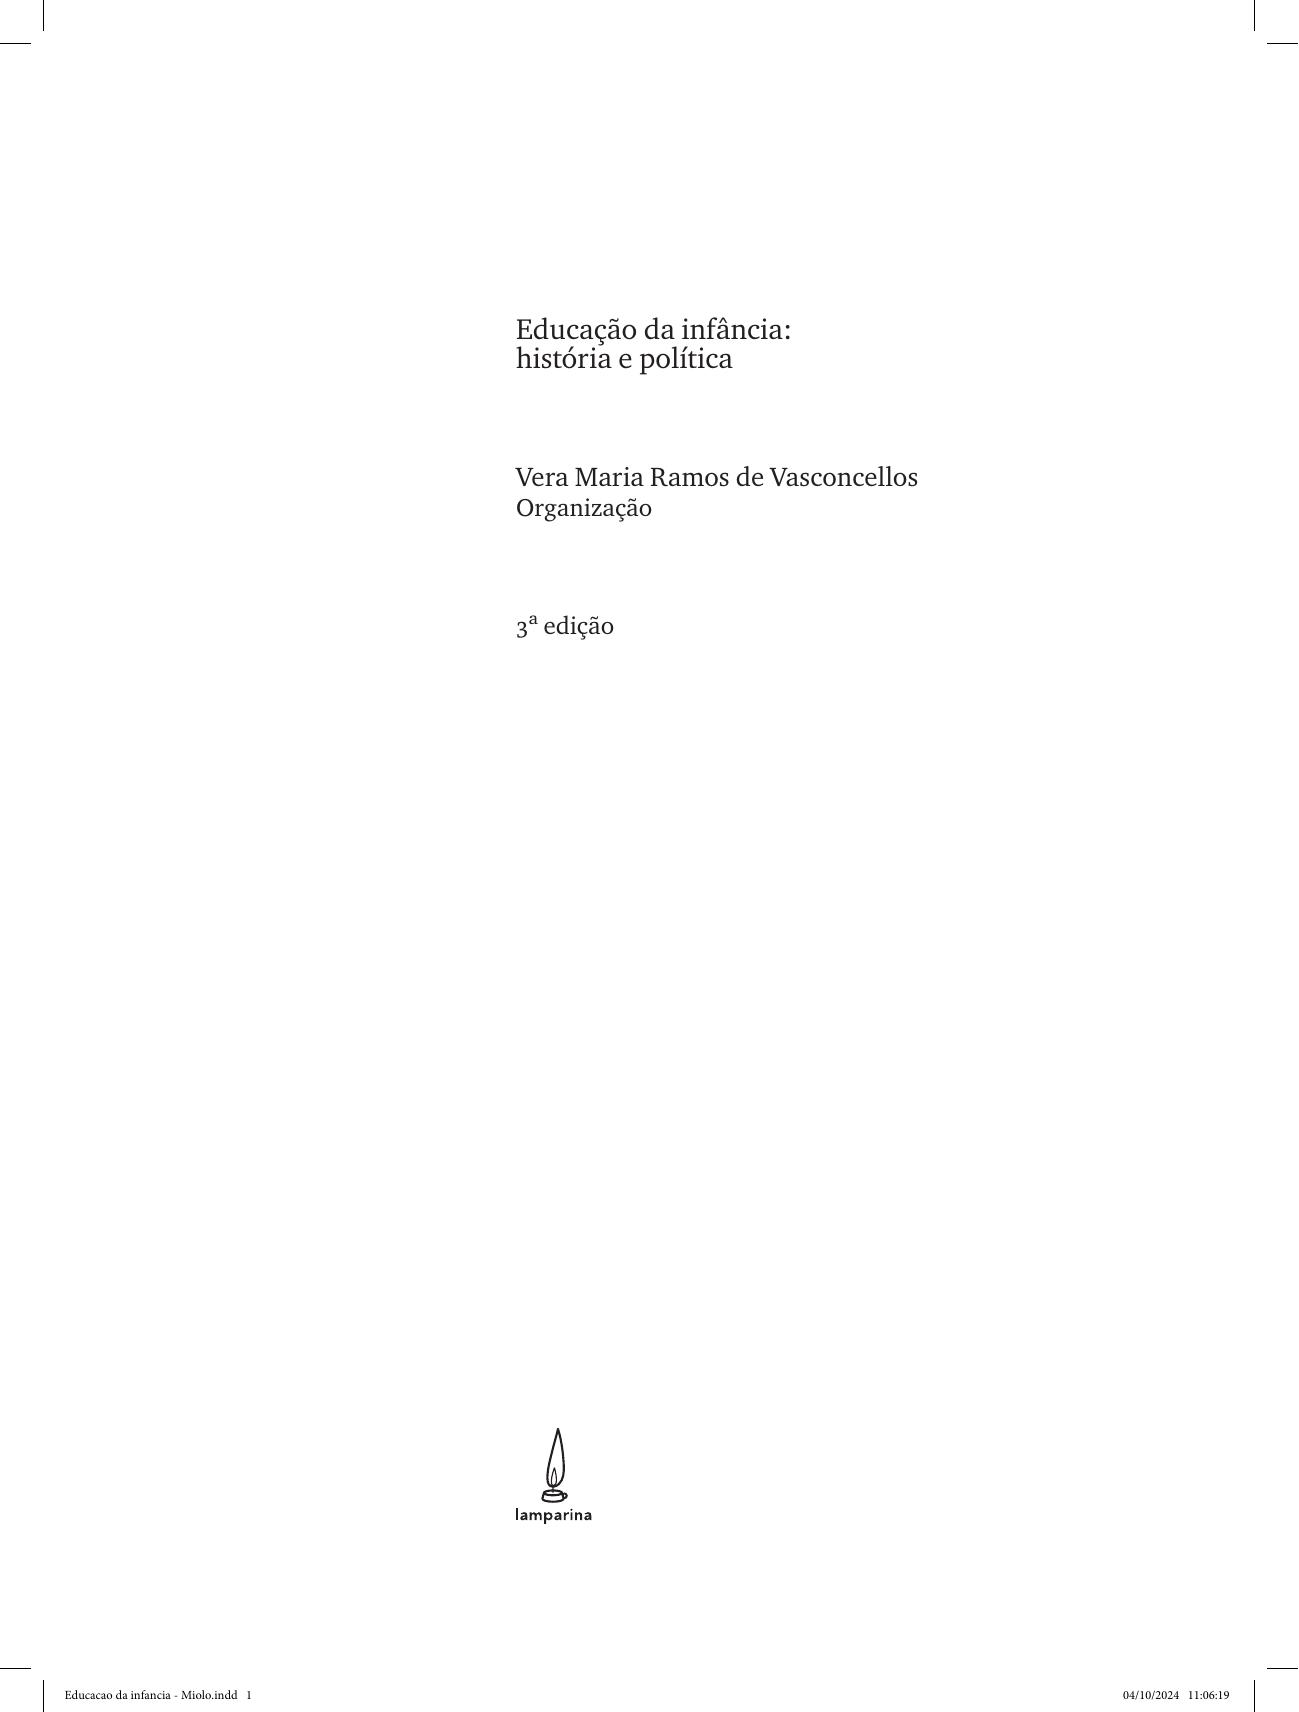 Educação da infância:
história e política
Vera Maria Ramos de Vasconcellos
Organização
3ª edição
lamparina
Educacao da infancia - Miolo.indd 1
04/10/2024 11:06:19